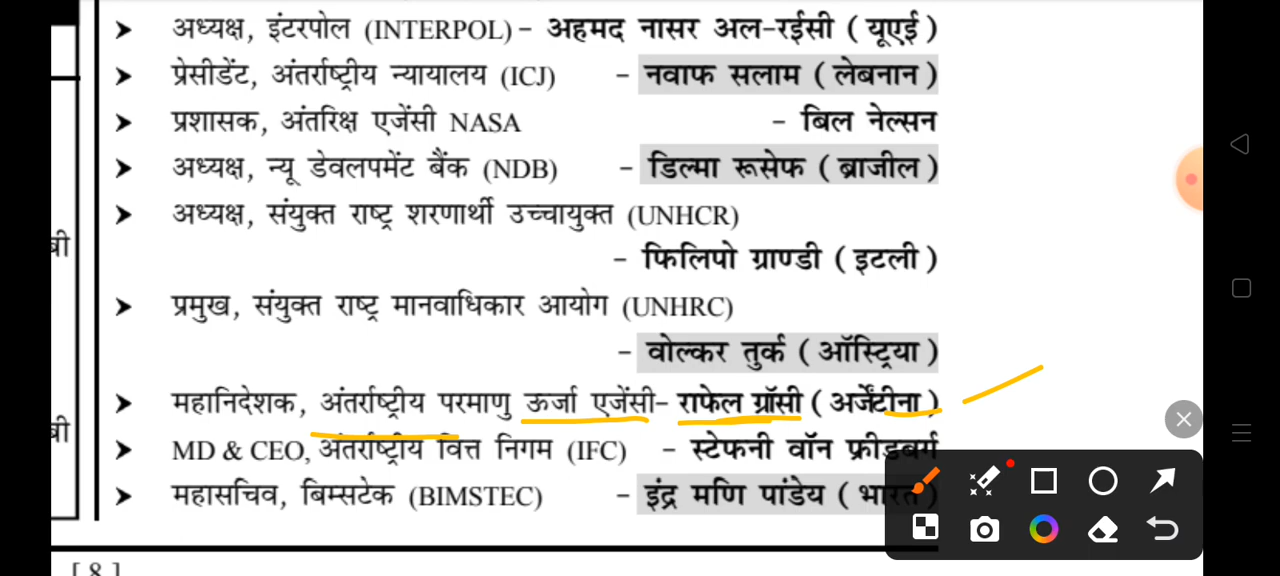 ➤ अध्यक्ष, इंटरपोल (INTERPOL) - अहमद नासर अल-रईसी (यूएई)
➤ प्रेसीडेंट, अंतर्राष्ट्रीय न्यायालय (ICJ) - नवाफ सलाम (लेबनान)
➤ प्रशासक, अंतरिक्ष एजेंसी NASA - बिल नेल्सन
➤ अध्यक्ष, न्यू डेवलपमेंट बैंक (NDB) - डिल्मा रूसेफ (ब्राजील)
➤ अध्यक्ष, संयुक्त राष्ट्र शरणार्थी उच्चायुक्त (UNHCR)
- फिलिपो ग्राण्डी (इटली)
बी
➤ प्रमुख, संयुक्त राष्ट्र मानवाधिकार आयोग (UNHRC)
- वोल्कर तुर्क (ऑस्ट्रिया)
➤ महानिदेशक, अंतर्राष्ट्रीय परमाणु ऊर्जा एजेंसी- राफेल ग्रॉसी (अर्जेंटीना)
बी
➤ MD & CEO, अंतर्राष्ट्रीय वित्त निगम (IFC) - स्टेफनी वॉन फ्रीडबर्ग
➤ महासचिव, बिम्सटेक (BIMSTEC) - इंद्र मणि पांडेय (भारत)
[ 8 ]